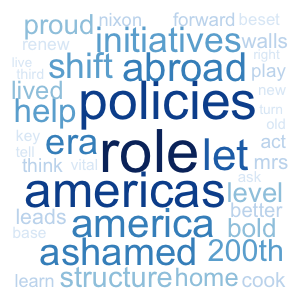 nixon forward beset
proud initiatives walls
renew right
live shift abroad play
third
lived policies new
help turn
era role let old
key act
tell
think vital mrs
americas ask
level
leads america better
base bold
ashamed 200th
learn structure home cook